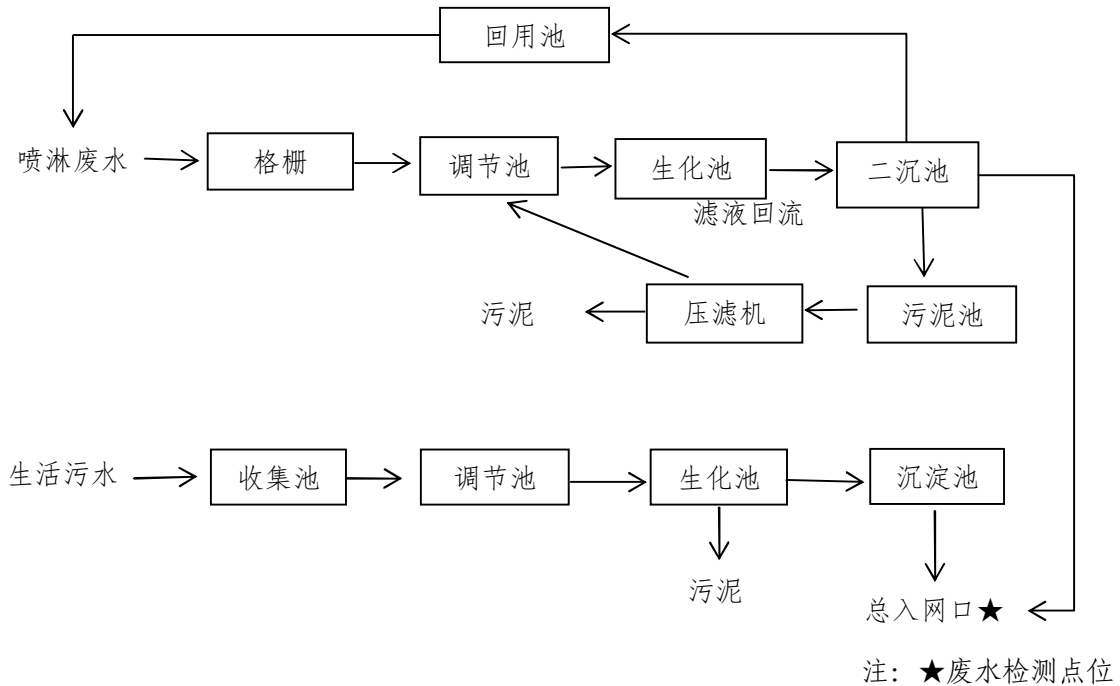 回用池
喷淋废水
格栅
调节池
生化池
二沉池
滤液回流
污泥
压滤机
污泥池
生活污水
收集池
调节池
生化池
沉淀池
污泥
总入网口★
注：★废水检测点位